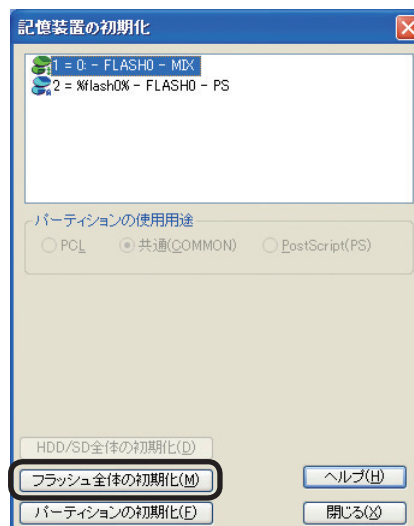 記憶装置の初期化
1 = 0: - FLASH0 - MIX
2 = %flash0% - FLASH0 - PS
パーティションの使用用途
PCL 共通(COMMON) PostScript(PS)
HDD/SD全体の初期化(D)
フラッシュ全体の初期化(M) ヘルプ(H)
パーティションの初期化(F) 閉じる(X)